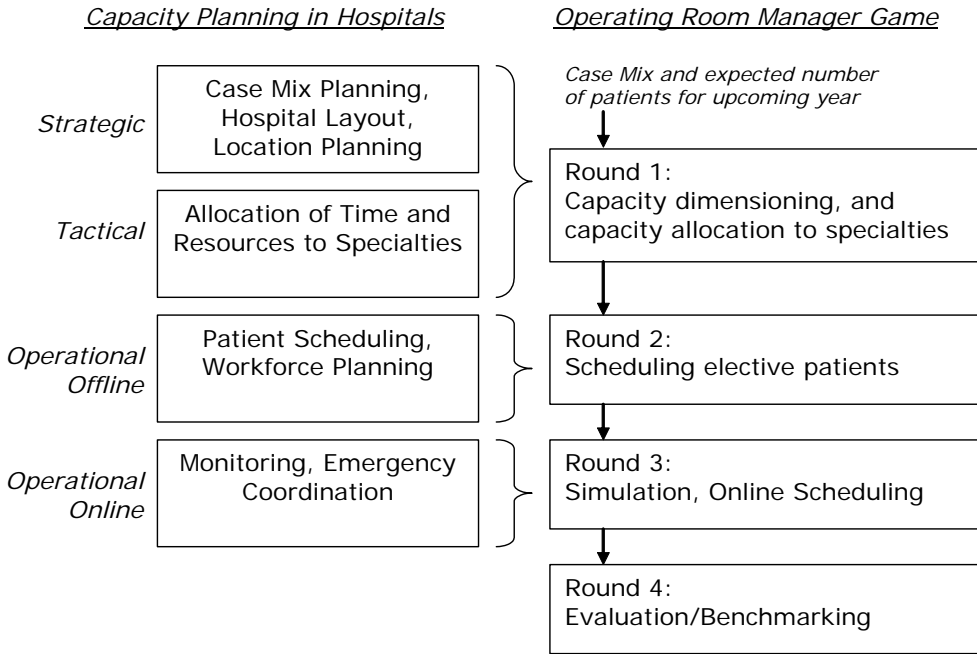 Capacity Planning in Hospitals
Operating Room Manager Game
Strategic
Case Mix Planning,
Hospital Layout,
Location Planning
Tactical
Allocation of Time and
Resources to Specialties
Operational
Offline
Patient Scheduling,
Workforce Planning
Operational
Online
Monitoring, Emergency
Coordination
Case Mix and expected number
of patients for upcoming year
Round 1:
Capacity dimensioning, and
capacity allocation to specialties
Round 2:
Scheduling elective patients
Round 3:
Simulation, Online Scheduling
Round 4:
Evaluation/Benchmarking